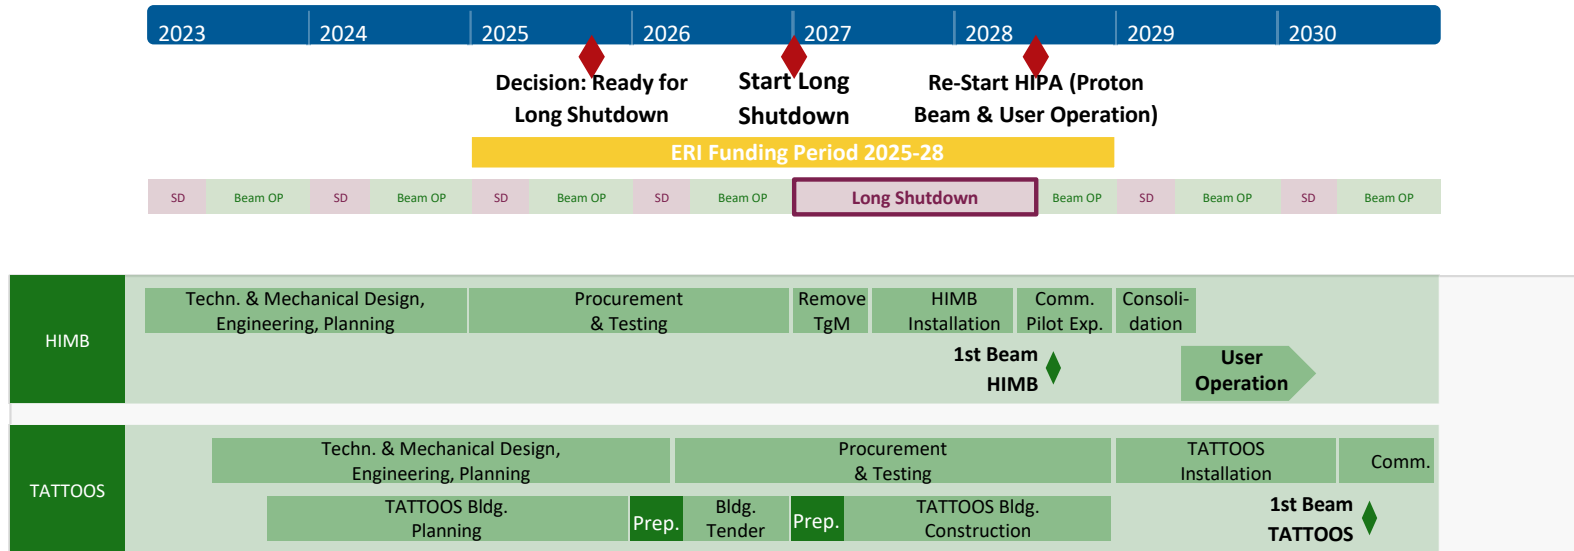 2023 2024 2025 2026 2027 2028 2029 2030
Decision: Ready for
Long Shutdown
Start Long
Shutdown
Re-Start HIPA (Proton
Beam & User Operation)
ERI Funding Period 2025-28
SD Beam OP SD Beam OP SD Beam OP SD Beam OP Long Shutdown Beam OP SD Beam OP SD Beam OP
HIMB
Techn. & Mechanical Design,
Engineering, Planning
Procurement
& Testing
Remove
TgM
HIMB
Installation
Comm.
Pilot Exp.
Consoli-
dation
1st Beam
HIMB
User
Operation
TATTOOS
Techn. & Mechanical Design,
Engineering, Planning
Procurement
& Testing
TATTOOS
Installation
Comm.
TATTOOS Bldg.
Planning
Prep.
Bldg.
Tender
Prep.
TATTOOS Bldg.
Construction
1st Beam
TATTOOS